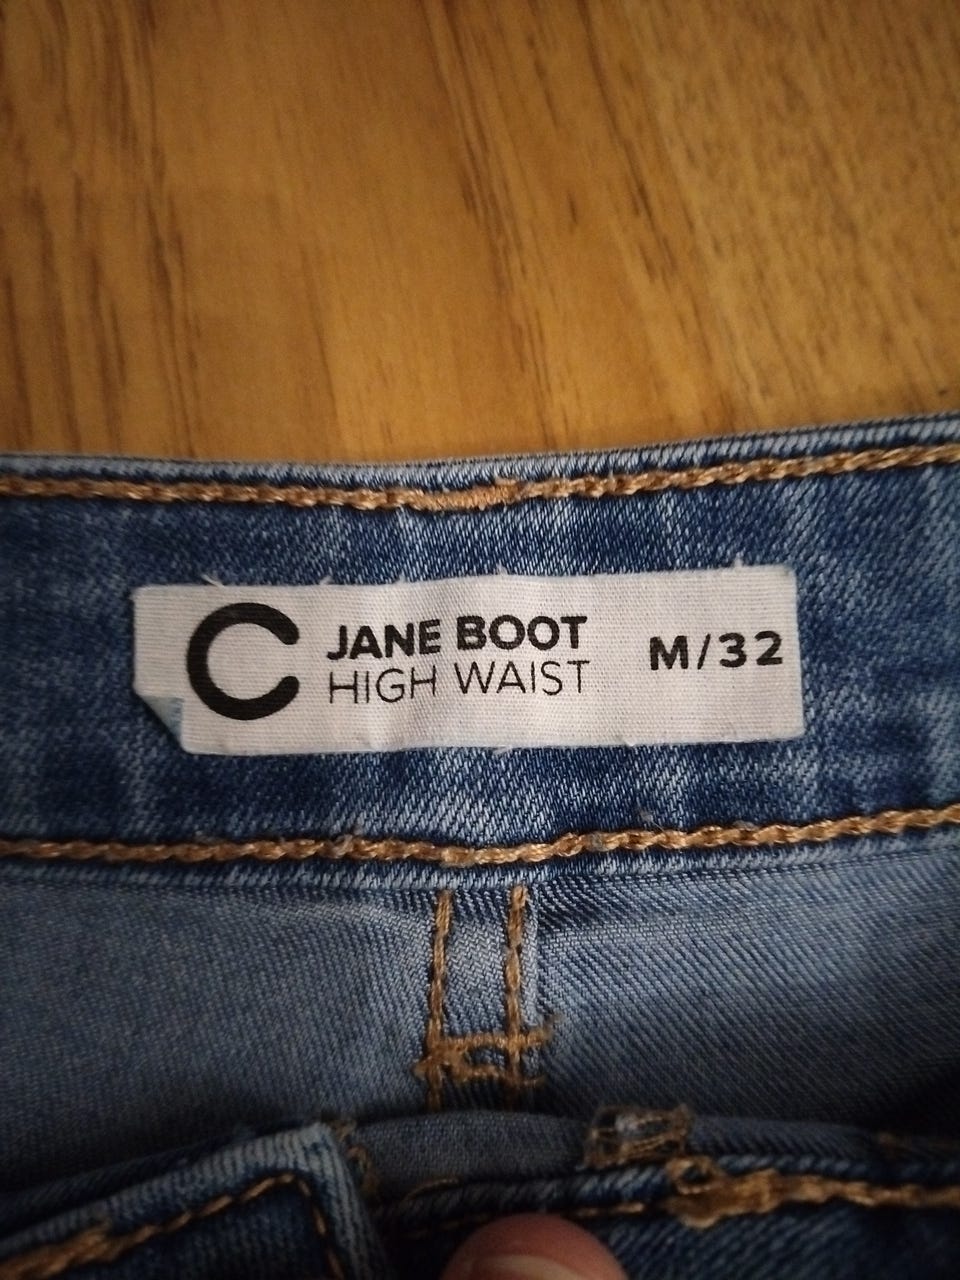 C
JANE BOOT
HIGH WAIST
M/32